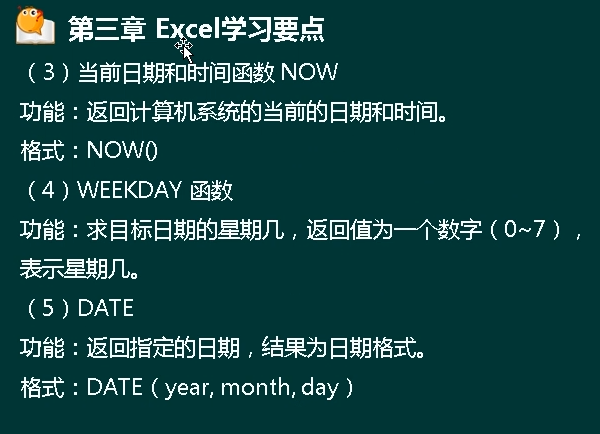 第三章 Excel学习要点
（3）当前日期和时间函数 NOW
功能：返回计算机系统的当前的日期和时间。
格式：NOW()
（4）WEEKDAY 函数
功能：求目标日期的星期几，返回值为一个数字（0~7），
表示星期几。
（5）DATE
功能：返回指定的日期，结果为日期格式。
格式：DATE（year, month, day）